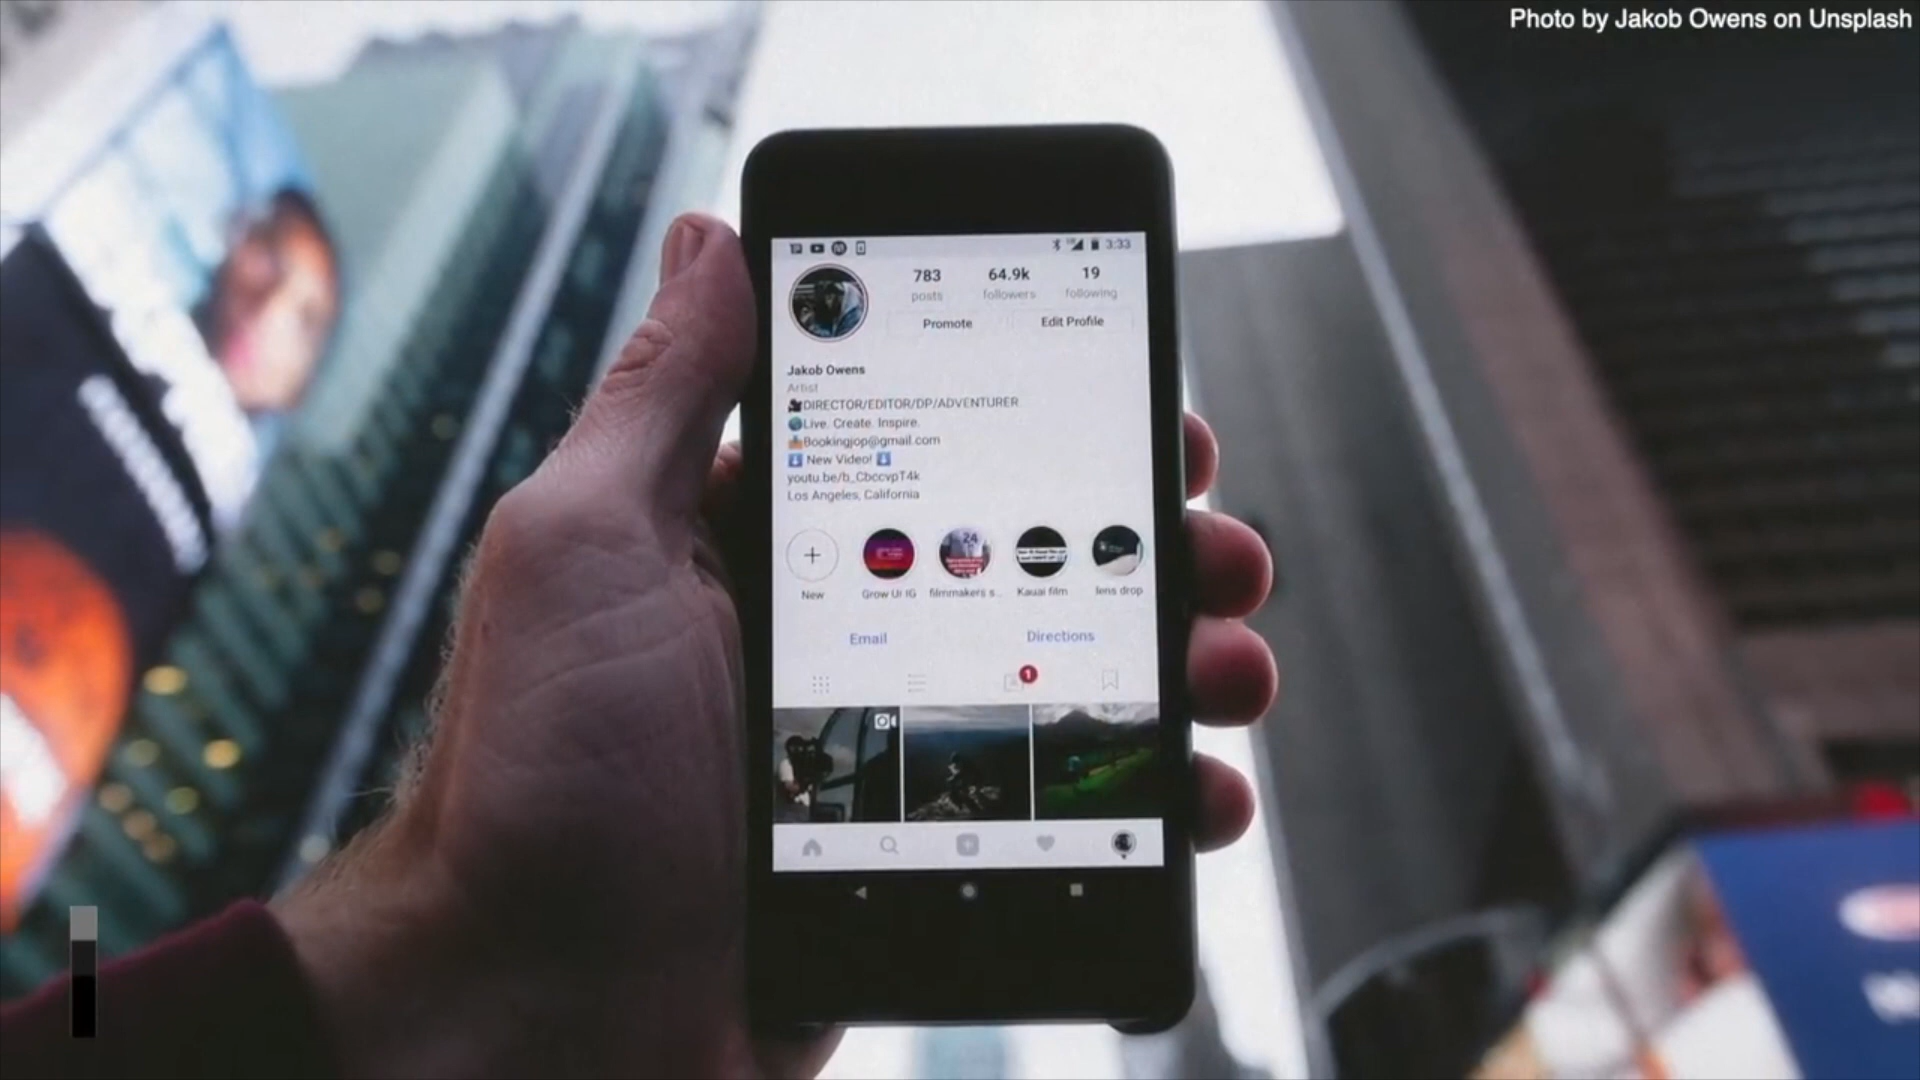 Photo by Jakob Owens on Unsplash
3:33
783 64.9k 19
posts followers following
Promote Edit Profile
Jakob Owens
Artist
DIRECTOR/EDITOR/DP/ADVENTURER
Live. Create. Inspire.
Bookingjop@gmail.com
New Video!
youtu.be/b_CbccvpT4k
Los Angeles, California
24
New Grow Ur IG filmmakers s... Kauai film lens drop
Email Directions
1